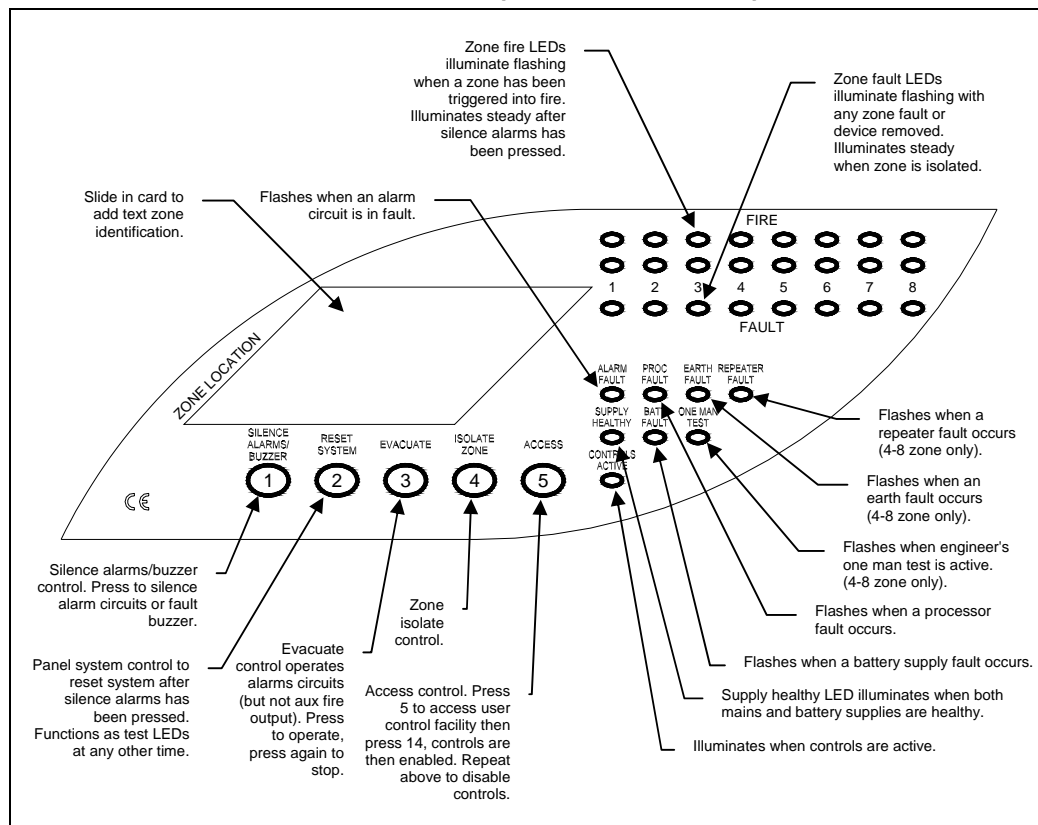 Zone fire LEDs
illuminate flashing
when a zone has been
triggered into fire.
Illuminates steady after
silence alarms has
been pressed.
Zone fault LEDs
illuminate flashing with
any zone fault or
device removed.
Illuminates steady
when zone is isolated.
Slide in card to
add text zone
identification.
Flashes when an alarm
circuit is in fault.
FIRE
1 2 3 4 5 6 7 8
FAULT
ZONE LOCATION
ALARM FAULT
PROC FAULT
EARTH FAULT
REPEATER FAULT
SUPPLY HEALTHY
BATT FAULT
ONE MAN TEST
CONTROLS ACTIVE
SILENCE
ALARMS/
BUZZER
RESET
SYSTEM
EVACUATE
ISOLATE
ZONE
ACCESS
1 2 3 4 5
CE
Flashes when a
repeater fault occurs
(4-8 zone only).
Flashes when an
earth fault occurs
(4-8 zone only).
Flashes when engineer's
one man test is active.
(4-8 zone only).
Flashes when a processor
fault occurs.
Flashes when a battery supply fault occurs.
Supply healthy LED illuminates when both
mains and battery supplies are healthy.
Illuminates when controls are active.
Silence alarms/buzzer
control. Press to silence
alarm circuits or fault
buzzer.
Panel system control to
reset system after
silence alarms has
been pressed.
Functions as test LEDs
at any other time.
Evacuate
control operates
alarms circuits
(but not aux fire
output). Press
to operate,
press again to
stop.
Zone
isolate
control.
Access control. Press
5 to access user
control facility then
press 14, controls are
then enabled. Repeat
above to disable
controls.